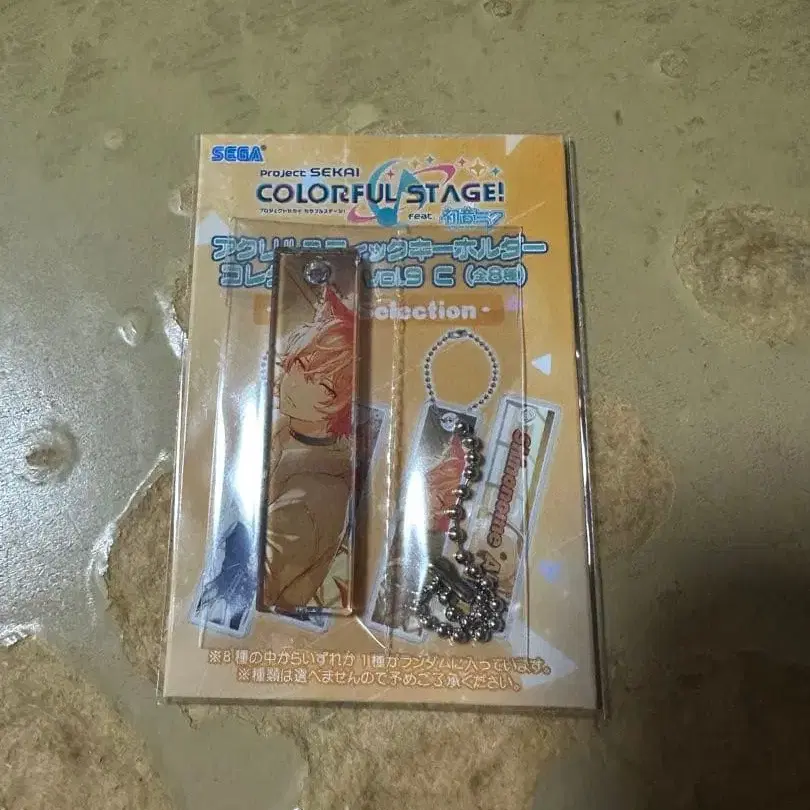 SEGA
Project SEKAI
COLORFUL STAGE!
プロジェクトセカイ カラフルステージ!
feat. 初音ミク
アクリルスティックキーホルダー
コレ vol.9 C (全8種)
Selection
Shinonome
※8種の中からいずれか1種がランダムに入っています。
※種類は選べませんので予めご了承ください。